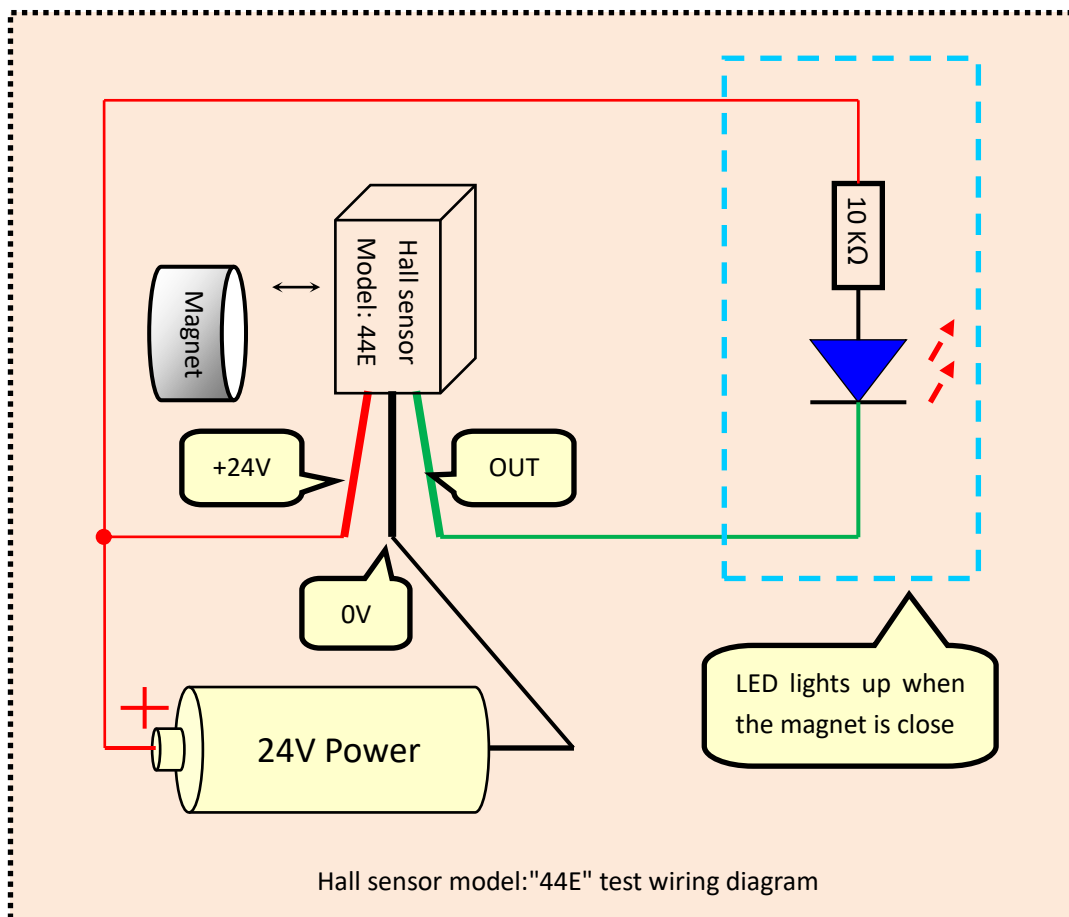 10 KΩ
Hall sensor
Model: 44E
Magnet
+24V
OUT
0V
LED lights up when
the magnet is close
+
24V Power
Hall sensor model:"44E" test wiring diagram